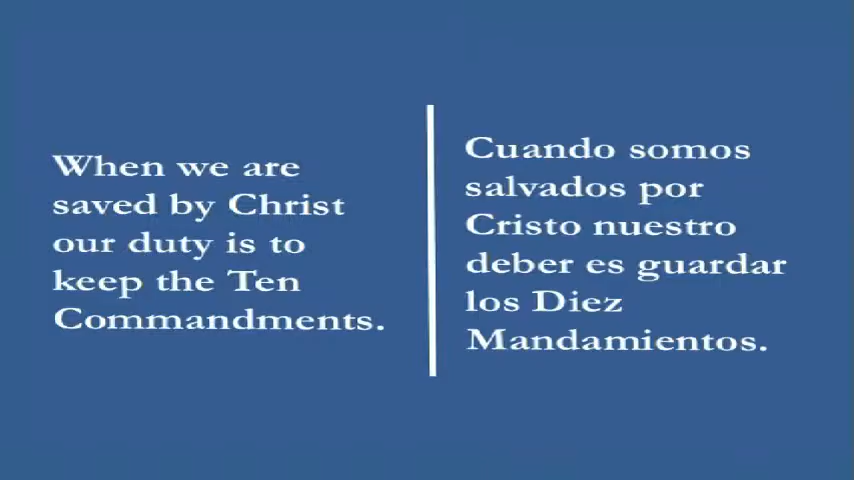 When we are
saved by Christ
our duty is to
keep the Ten
Commandments.
Cuando somos
salvados por
Cristo nuestro
deber es guardar
los Diez
Mandamientos.